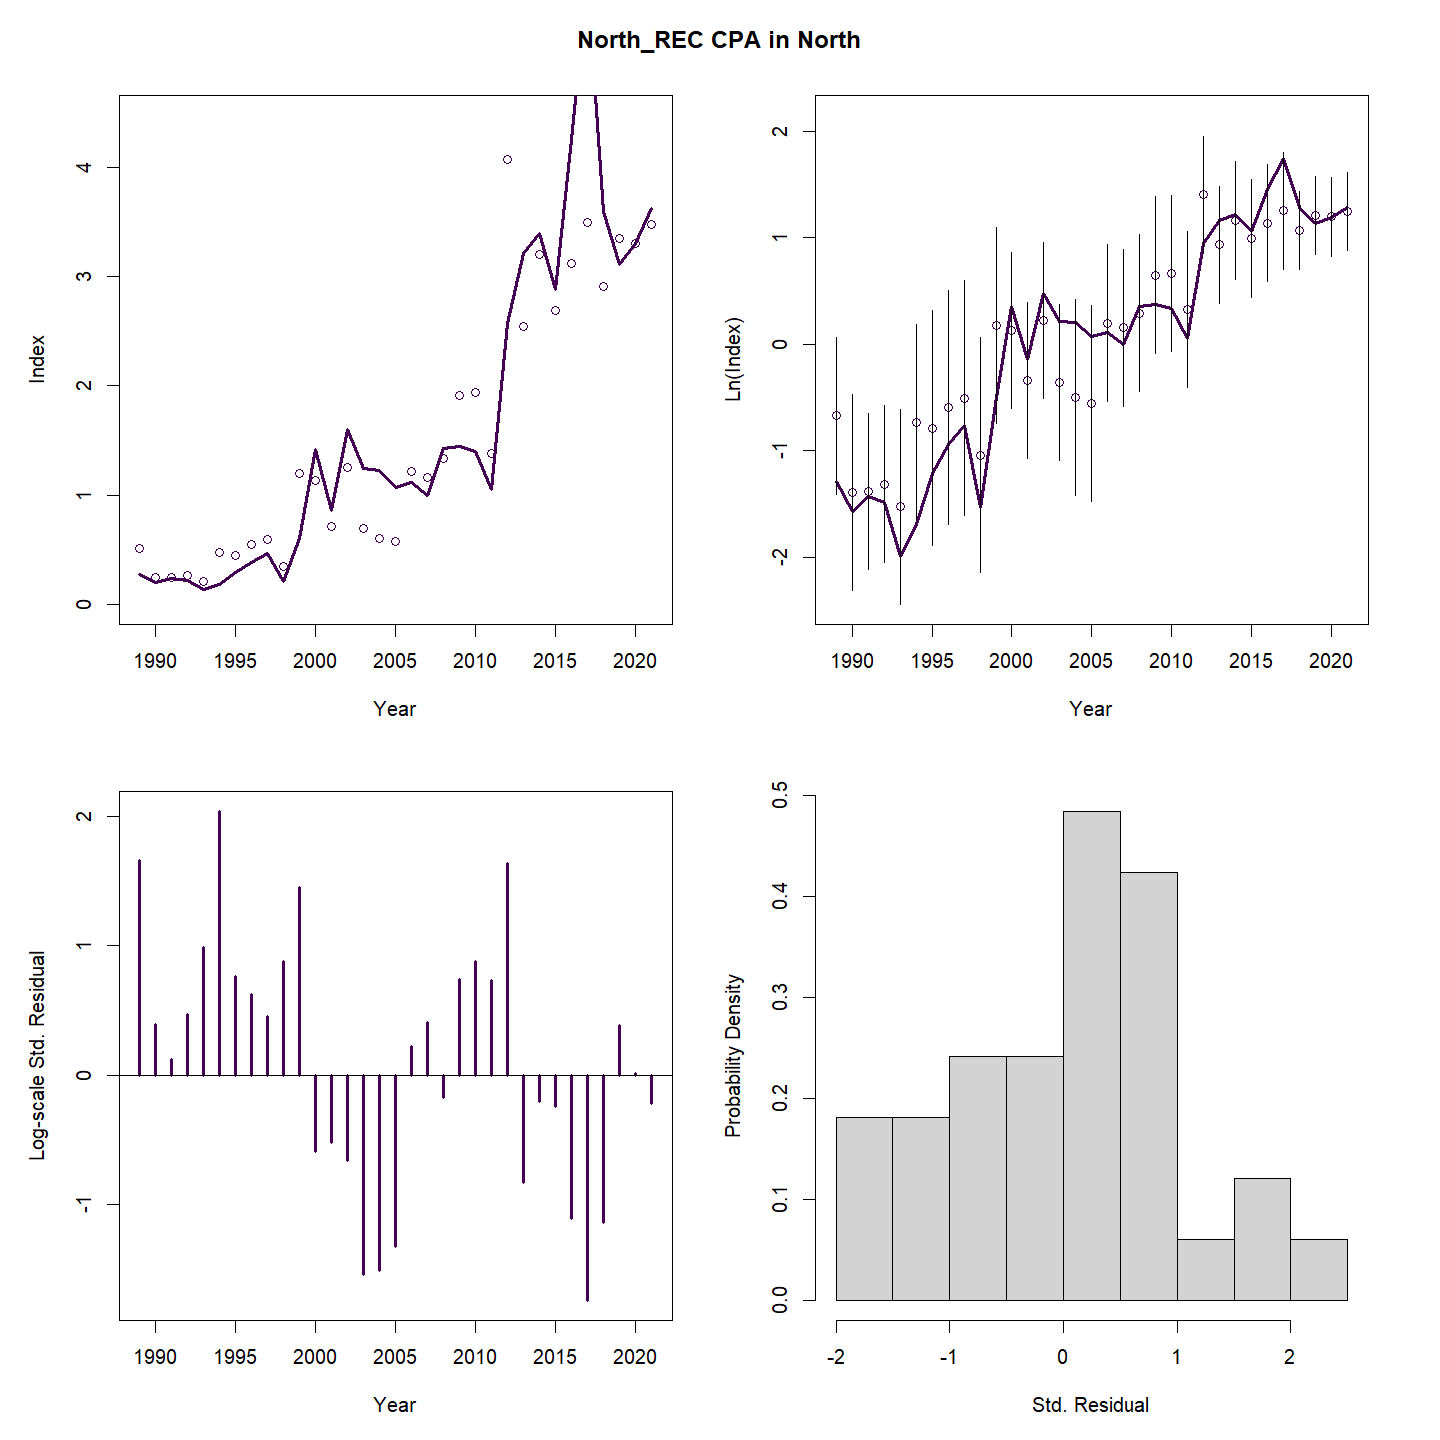 North_REC CPA in North
Index
0 1 2 3 4
1990 1995 2000 2005 2010 2015 2020
Year
Ln(Index)
-2 -1 0 1 2
1990 1995 2000 2005 2010 2015 2020
Year
Log-scale Std. Residual
-1 0 1 2
1990 1995 2000 2005 2010 2015 2020
Year
Probability Density
0.0 0.1 0.2 0.3 0.4 0.5
-2 -1 0 1 2
Std. Residual